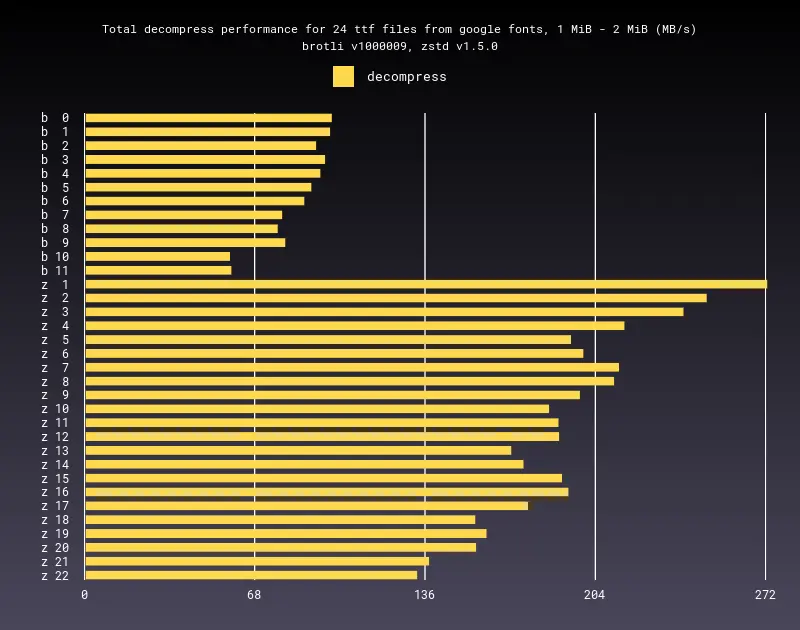 Total decompress performance for 24 ttf files from google fonts, 1 MiB - 2 MiB (MB/s)
brotli v1000009, zstd v1.5.0
decompress
b 0
b 1
b 2
b 3
b 4
b 5
b 6
b 7
b 8
b 9
b 10
b 11
z 1
z 2
z 3
z 4
z 5
z 6
z 7
z 8
z 9
z 10
z 11
z 12
z 13
z 14
z 15
z 16
z 17
z 18
z 19
z 20
z 21
z 22
0 68 136 204 272